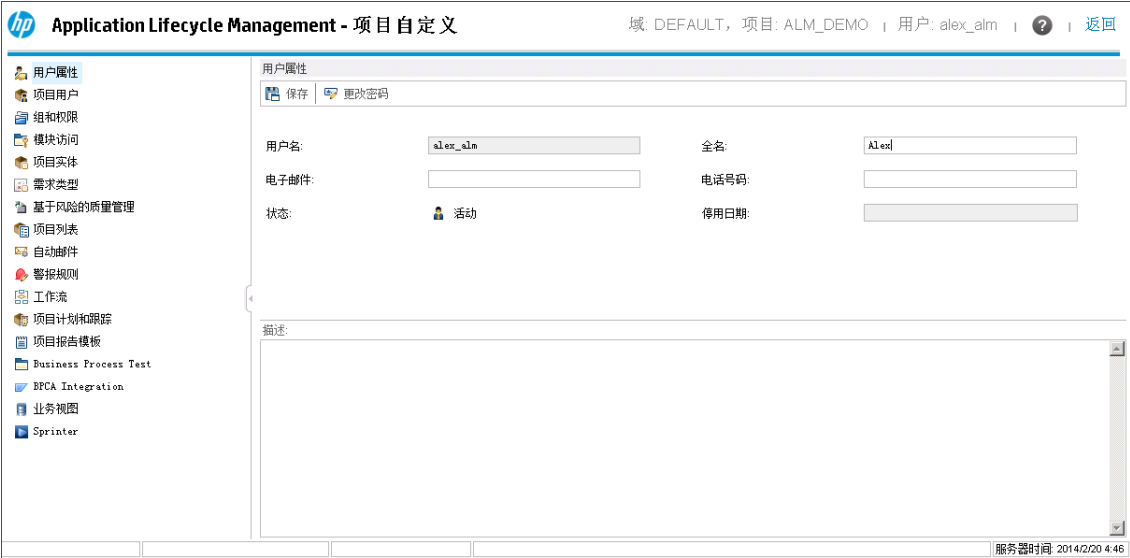 hp Application Lifecycle Management - 项目自定义 域: DEFAULT，项目: ALM_DEMO | 用户: alex_alm | ? | 返回
用户属性
项目用户
组和权限
模块访问
项目实体
需求类型
基于风险的质量管理
项目列表
自动邮件
警报规则
工作流
项目计划和跟踪
项目报告模板
Business Process Test
BPCA Integration
业务视图
Sprinter
用户属性
保存 更改密码
用户名: alex_alm 全名: Alex
电子邮件: 电话号码:
状态: 活动 停用日期:
描述:
服务器时间: 2014/2/20 4:46